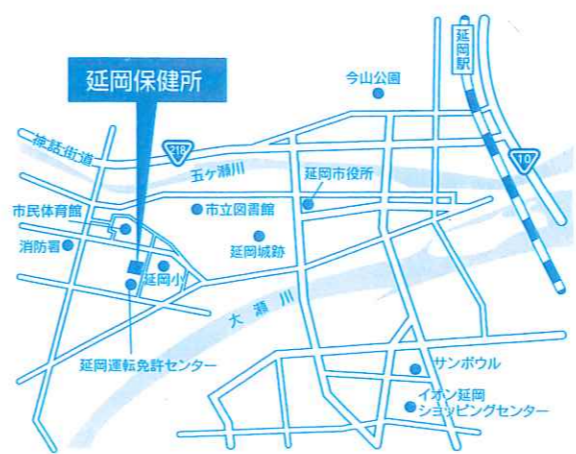 延岡保健所
今山公園
延岡駅
10
神話街道
218
五ヶ瀬川
延岡市役所
市立図書館
市民体育館
消防署
延岡城跡
延岡小
大瀬川
延岡運転免許センター
サンボウル
イオン延岡
ショッピングセンター